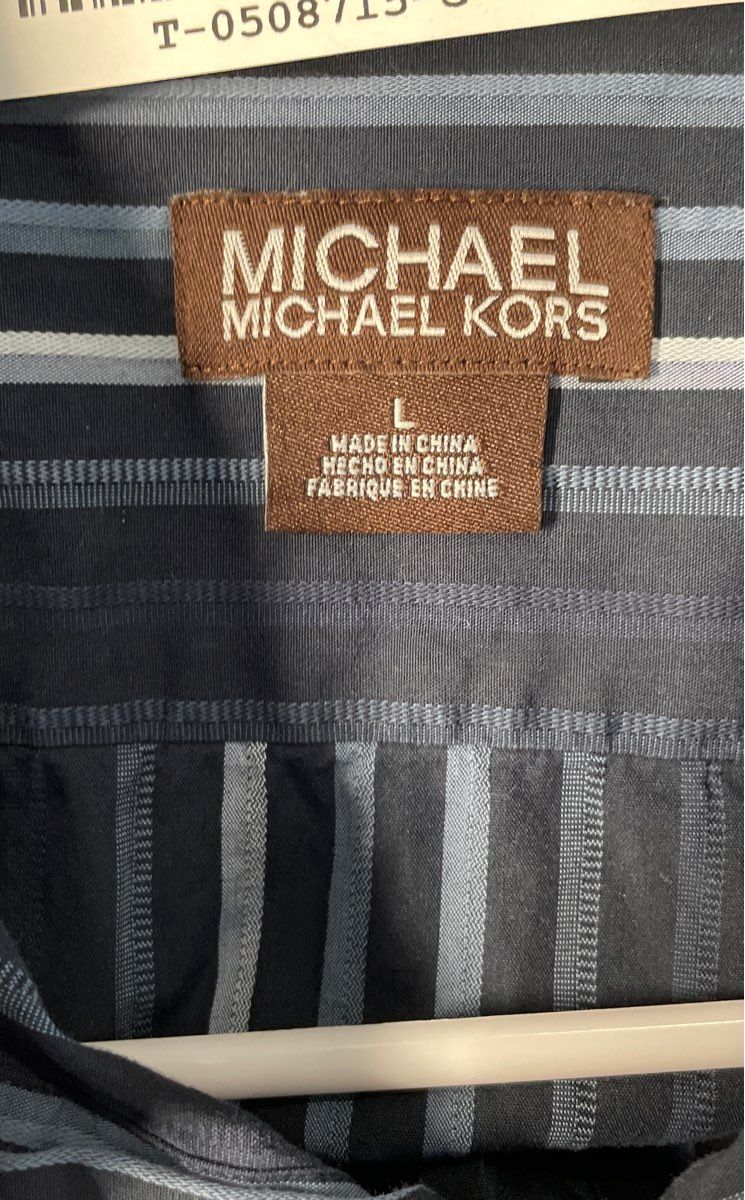 T-0508715-
MICHAEL
MICHAEL KORS
L
MADE IN CHINA
HECHO EN CHINA
FABRIQUE EN CHINE